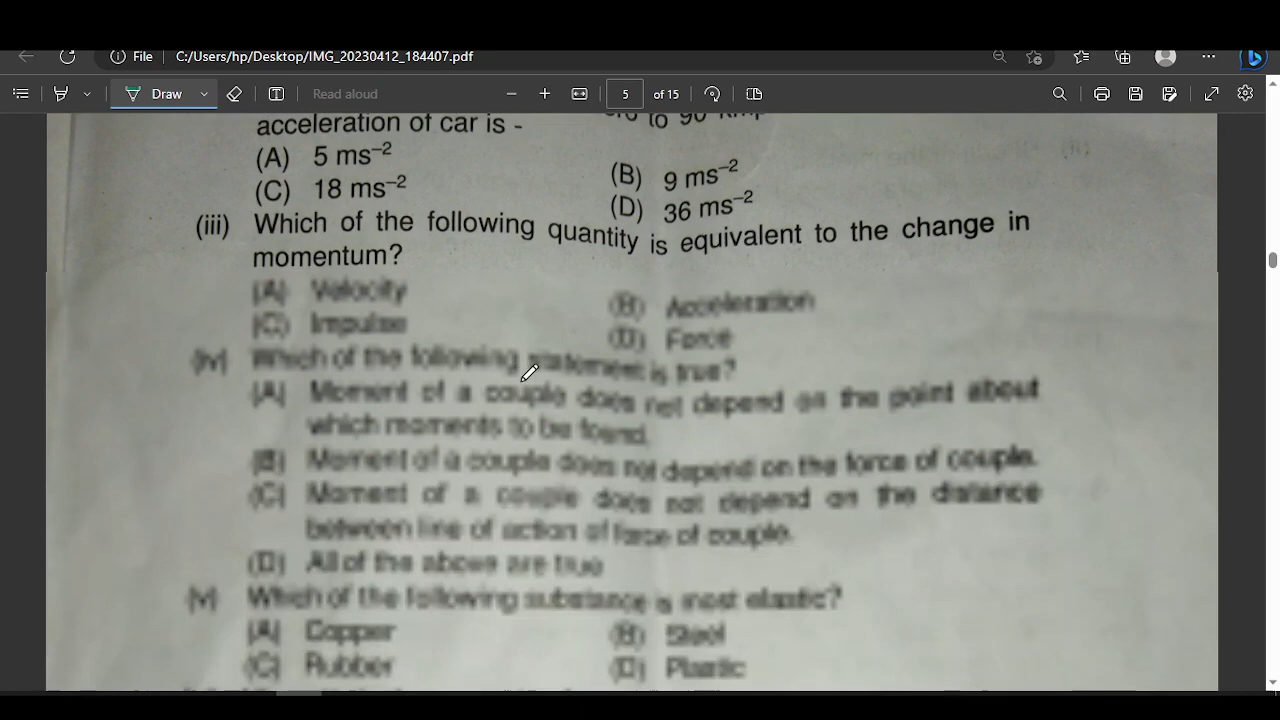 File C:/Users/hp/Desktop/IMG_20230412_184407.pdf
Draw Read aloud 5 of 15
acceleration of car is - to 90
(A) 5 ms⁻² (B) 9 ms⁻²
(C) 18 ms⁻² (D) 36 ms⁻²
(iii) Which of the following quantity is equivalent to the change in
momentum?
(A) Velocity (B) Acceleration
(C) Impulse (D) Force
(iv) Which of the following statement is true?
(A) Moment of a couple does not depend on the point about
which moments to be found.
(B) Moment of a couple does not depend on the force of couple.
(C) Moment of a couple does not depend on the distance
between line of action of force of couple.
(D) All of the above are true
(v) Which of the following substance is most elastic?
(A) Copper (B) Steel
(C) Rubber (D) Plastic